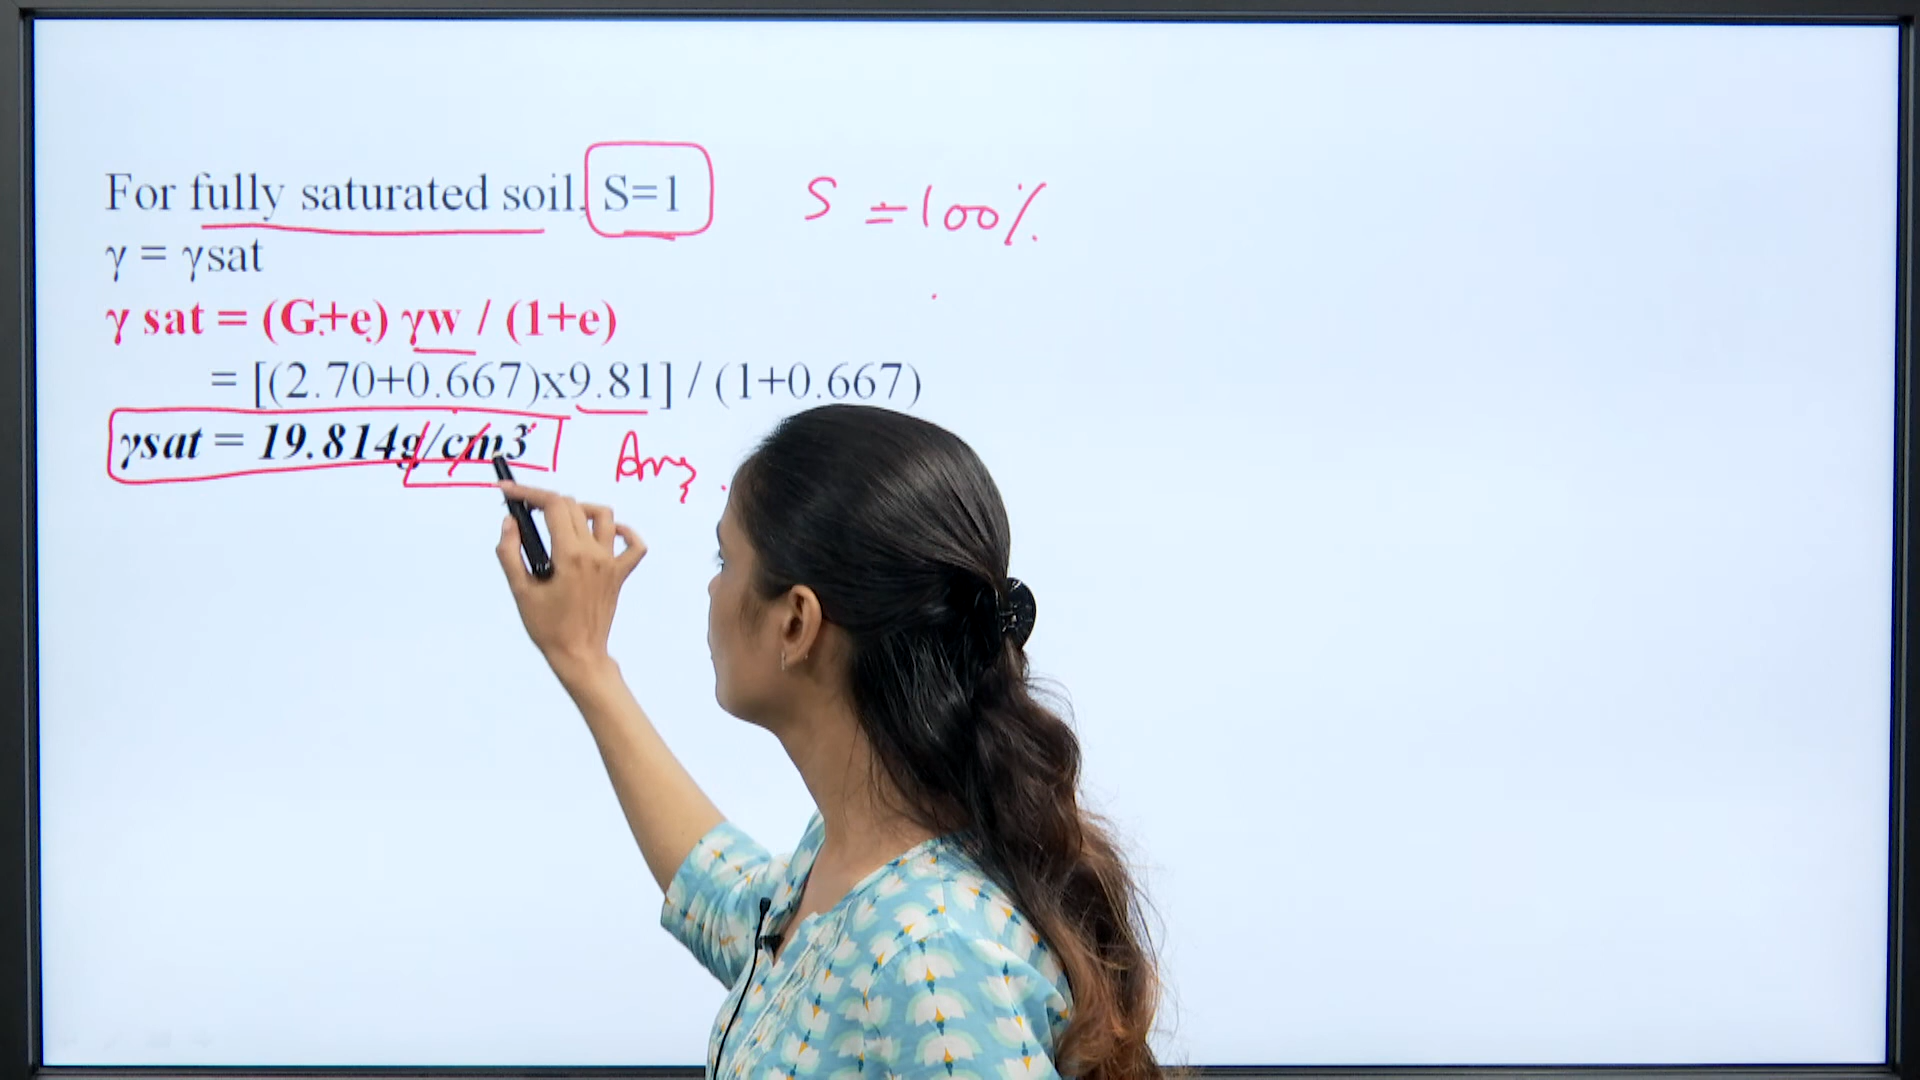 For fully saturated soil, S=1
S = 100%
γ = γsat
γ sat = (G+e) γw / (1+e)
= [(2.70+0.667)x9.81] / (1+0.667)
γsat = 19.814g/cm3
Ans.